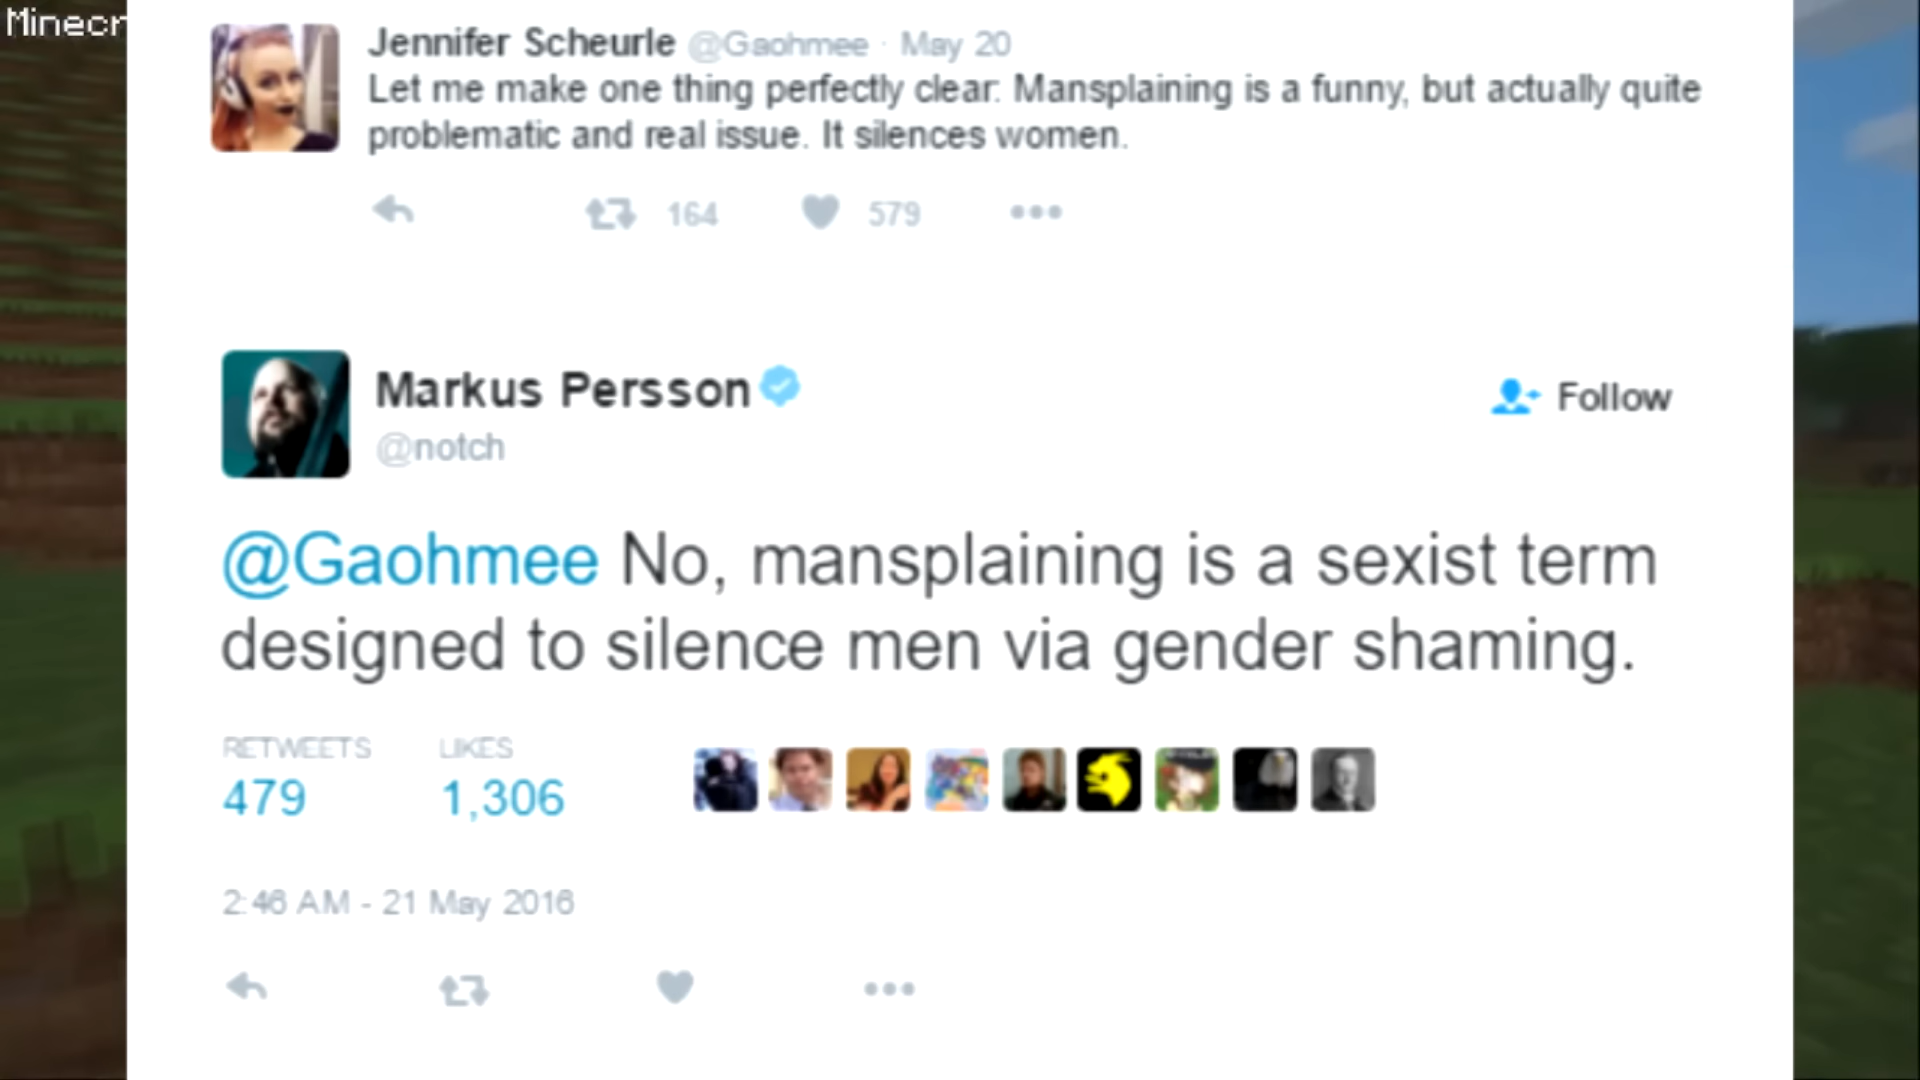 Minecr
Jennifer Scheurle @Gaohmee · May 20
Let me make one thing perfectly clear: Mansplaining is a funny, but actually quite
problematic and real issue. It silences women.
164 579
Markus Persson
Follow
@notch
@Gaohmee No, mansplaining is a sexist term
designed to silence men via gender shaming.
RETWEETS LIKES
479 1,306
2:46 AM - 21 May 2016